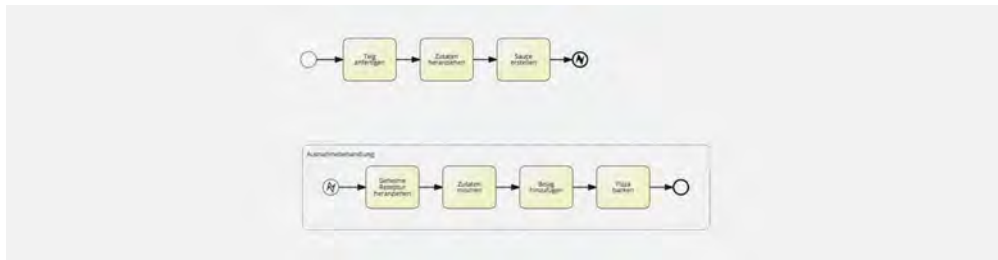 Teig
anfertigen
Zutaten
heranziehen
Sauce
erstellen
Ausnahmebehandlung
Geheime
Rezeptur
heranziehen
Zutaten
mischen
Belag
hinzufügen
Pizza
backen